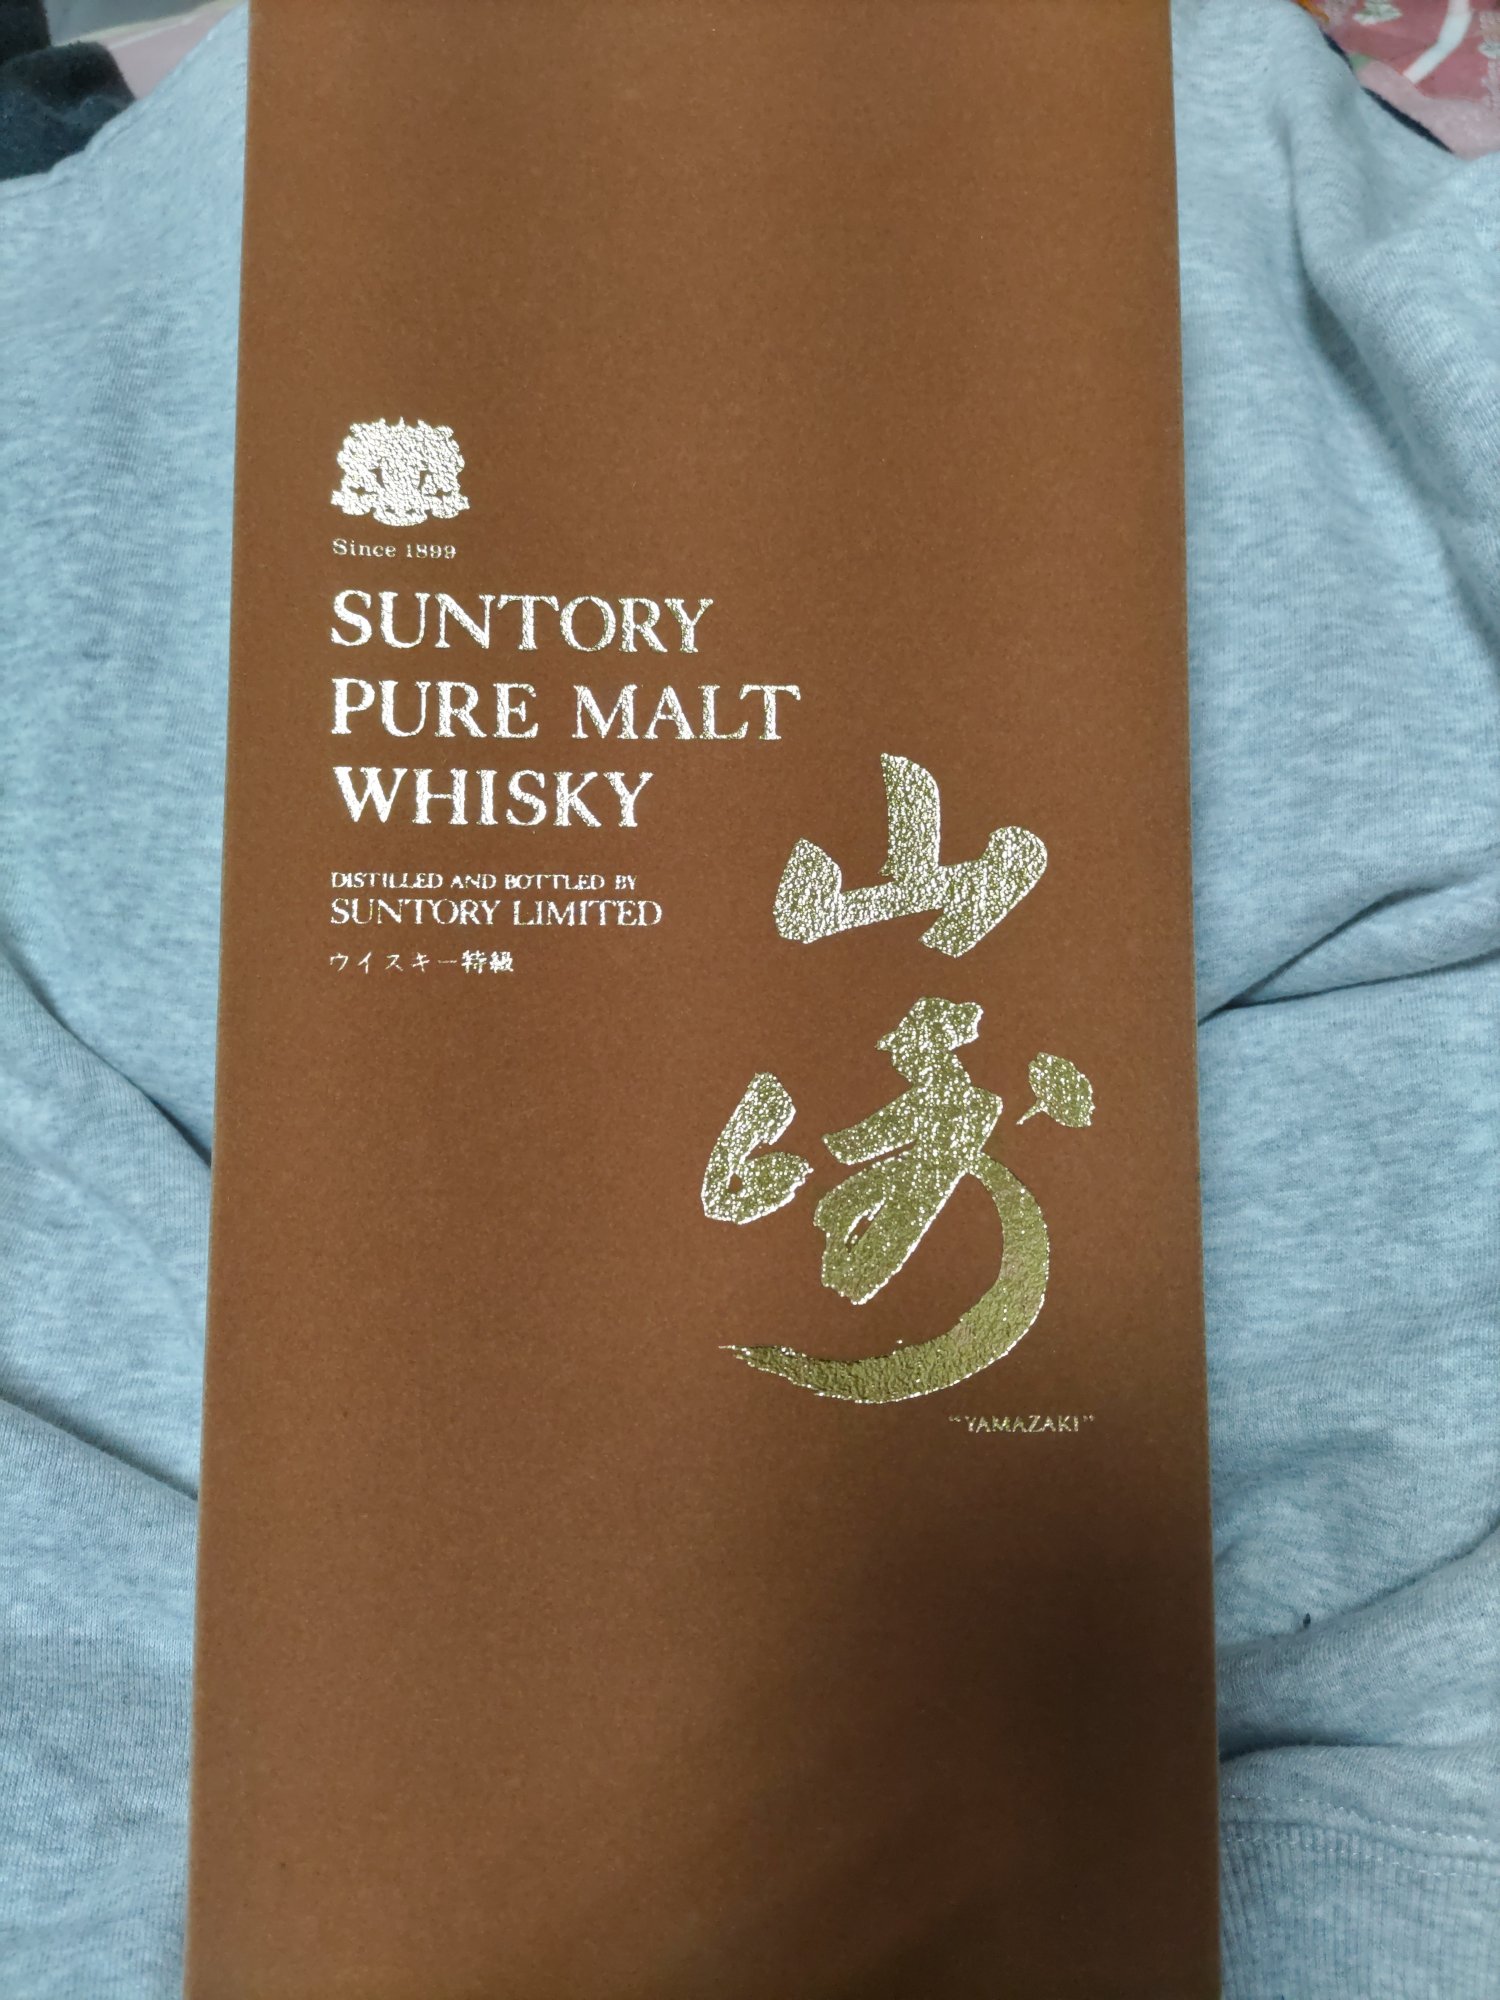 Since 1899
SUNTORY
PURE MALT
WHISKY
DISTILLED AND BOTTLED BY
SUNTORY LIMITED
ウイスキー特級
山崎
"YAMAZAKI"